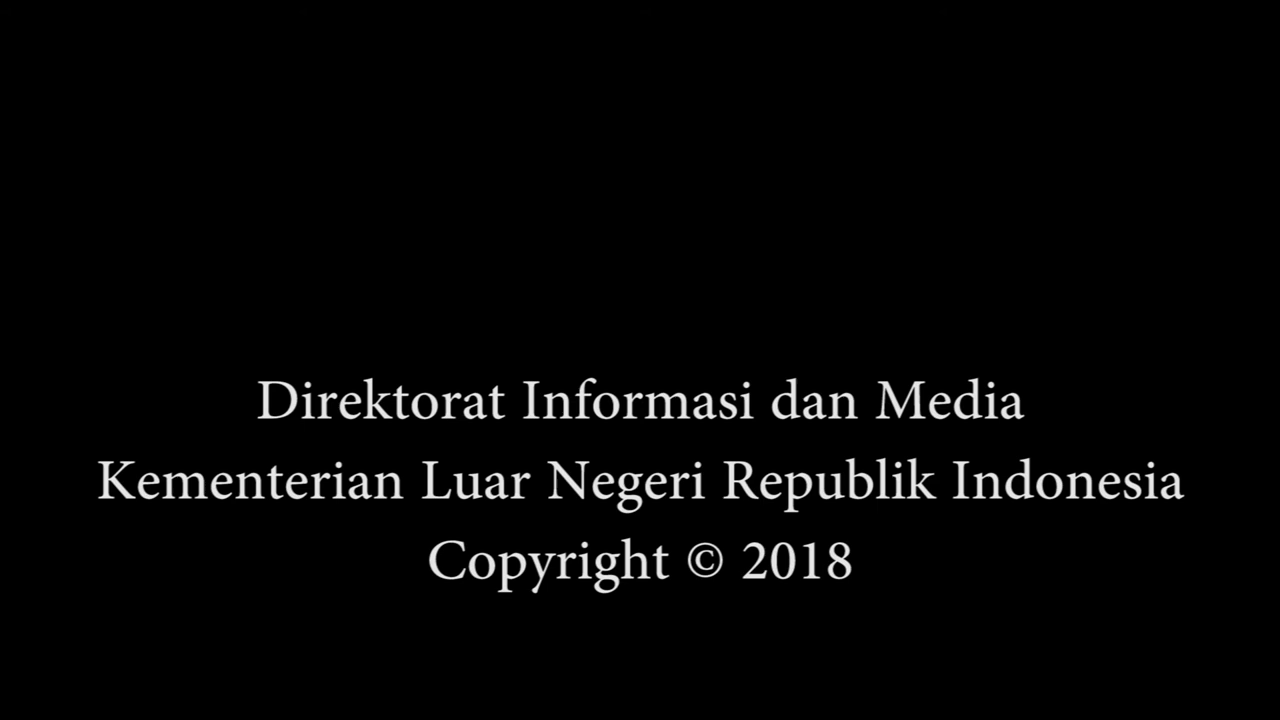 Direktorat Informasi dan Media
Kementerian Luar Negeri Republik Indonesia
Copyright © 2018